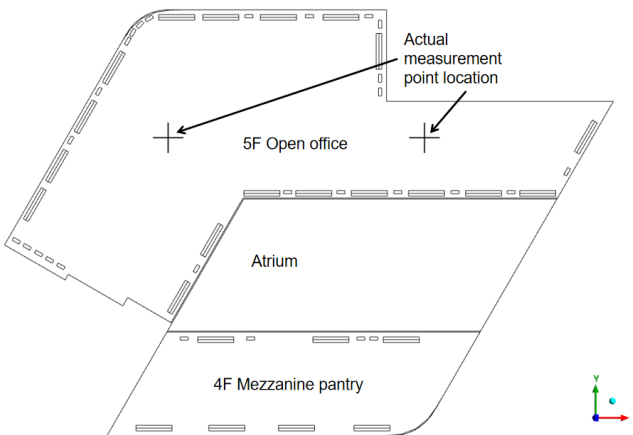 Actual
measurement
point location
5F Open office
Atrium
4F Mezzanine pantry
Y